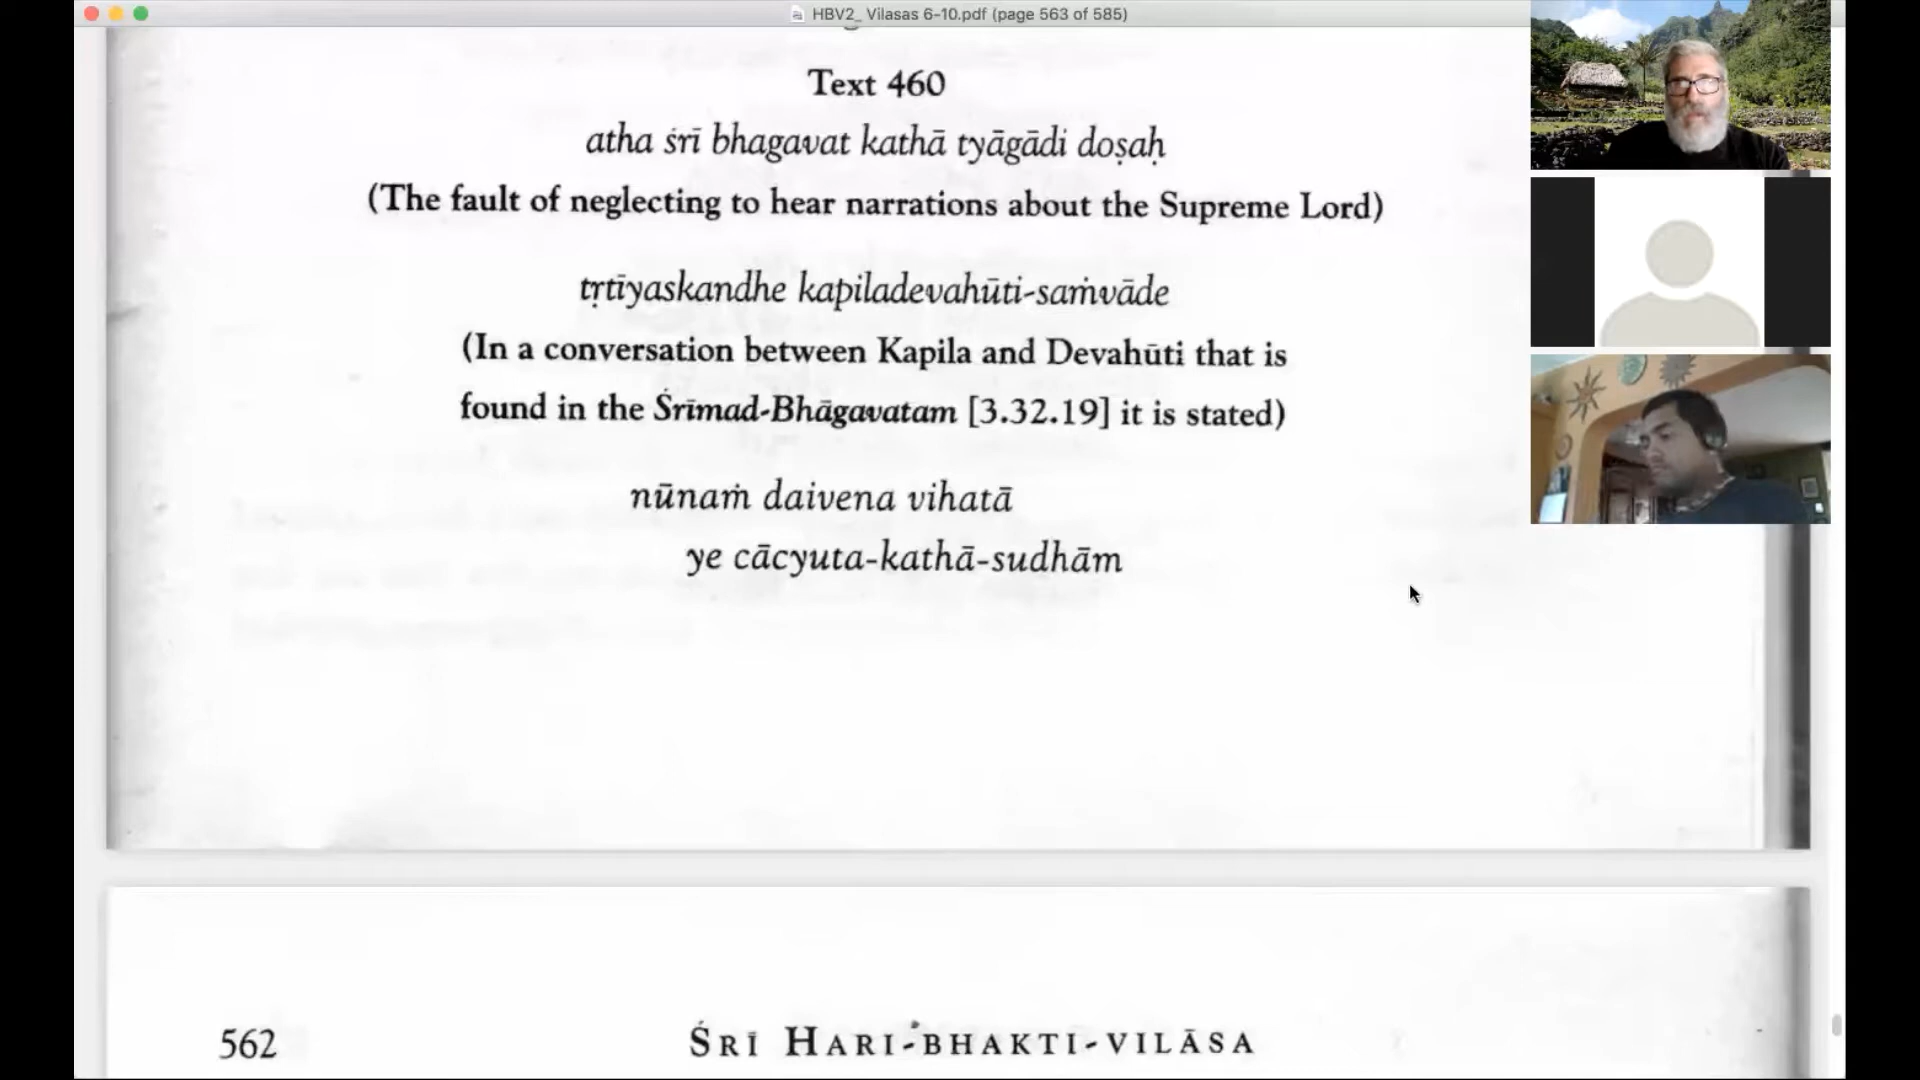 HBV2_ Vilasas 6-10.pdf (page 563 of 585)
Text 460
atha śrī bhagavat kathā tyāgādi doṣaḥ
(The fault of neglecting to hear narrations about the Supreme Lord)
tṛtīyaskandhe kapiladevahūti-saṁvāde
(In a conversation between Kapila and Devahūti that is
found in the Śrīmad-Bhāgavatam [3.32.19] it is stated)
nūnaṁ daivena vihatā
ye cācyuta-kathā-sudhām
562 ŚRĪ HARI-BHAKTI-VILĀSA